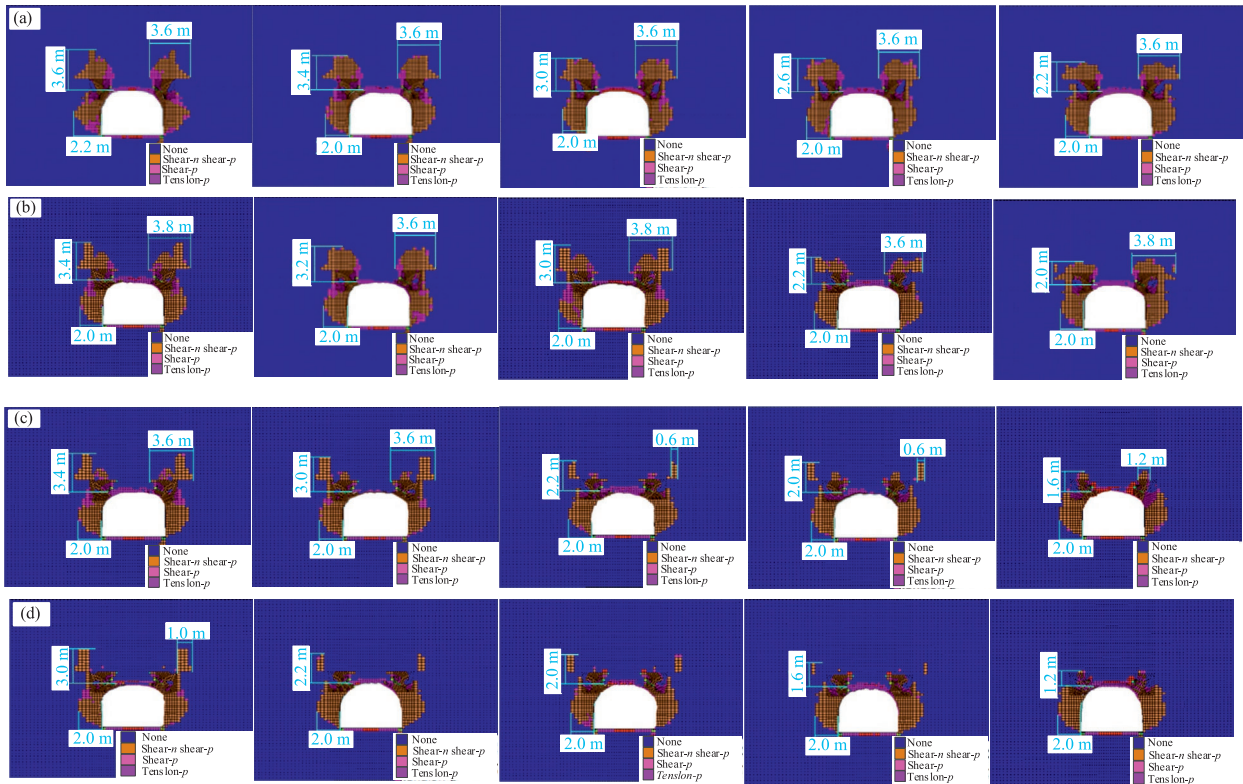 (a)
3.6 m
3.6 m
2.2 m
None
Shear-n shear-p
Shear-p
Tenslon-p
3.6 m
3.4 m
2.0 m
None
Shear-n shear-p
Shear-p
Tenslon-p
3.6 m
3.0 m
2.0 m
None
Shear-n shear-p
Shear-p
Tenslon-p
3.6 m
2.6 m
2.0 m
None
Shear-n shear-p
Shear-p
Tenslon-p
3.6 m
2.2 m
2.0 m
None
Shear-n shear-p
Shear-p
Tenslon-p
(b)
3.8 m
3.4 m
2.0 m
None
Shear-n shear-p
Shear-p
Tenslon-p
3.6 m
3.2 m
2.0 m
None
Shear-n shear-p
Shear-p
Tenslon-p
3.8 m
3.0 m
2.0 m
None
Shear-n shear-p
Shear-p
Tenslon-p
3.6 m
2.2 m
2.0 m
None
Shear-n shear-p
Shear-p
Tenslon-p
3.8 m
2.0 m
2.0 m
None
Shear-n shear-p
Shear-p
Tenslon-p
(c)
3.6 m
3.4 m
2.0 m
None
Shear-n shear-p
Shear-p
Tenslon-p
3.6 m
3.0 m
2.0 m
None
Shear-n shear-p
Shear-p
Tenslon-p
0.6 m
2.2 m
2.0 m
None
Shear-n shear-p
Shear-p
Tenslon-p
0.6 m
2.0 m
2.0 m
None
Shear-n shear-p
Shear-p
Tenslon-p
1.2 m
1.6 m
2.0 m
None
Shear-n shear-p
Shear-p
Tenslon-p
(d)
1.0 m
3.0 m
2.0 m
None
Shear-n shear-p
Shear-p
Tenslon-p
2.2 m
2.0 m
None
Shear-n shear-p
Shear-p
Tenslon-p
2.0 m
2.0 m
None
Shear-n shear-p
Shear-p
Tenslon-p
1.6 m
2.0 m
None
Shear-n shear-p
Shear-p
Tenslon-p
1.2 m
2.0 m
None
Shear-n shear-p
Shear-p
Tenslon-p